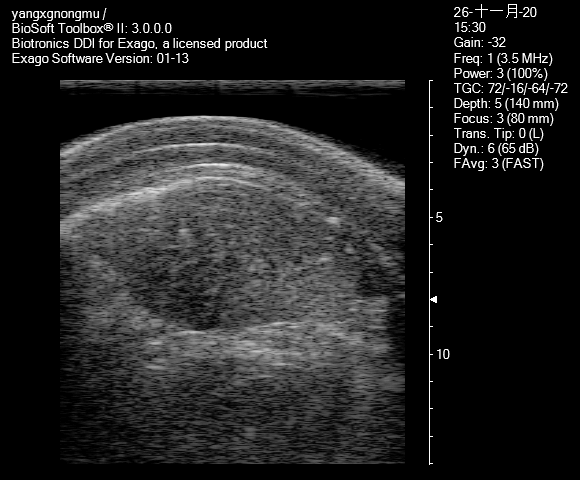 yangxgnongmu /
BioSoft Toolbox® II: 3.0.0.0
Biotronics DDI for Exago, a licensed product
Exago Software Version: 01-13
26-十一月-20
15:30
Gain: -32
Freq: 1 (3.5 MHz)
Power: 3 (100%)
TGC: 72/-16/-64/-72
Depth: 5 (140 mm)
Focus: 3 (80 mm)
Trans. Tip: 0 (L)
Dyn.: 6 (65 dB)
FAvg: 3 (FAST)
5
10